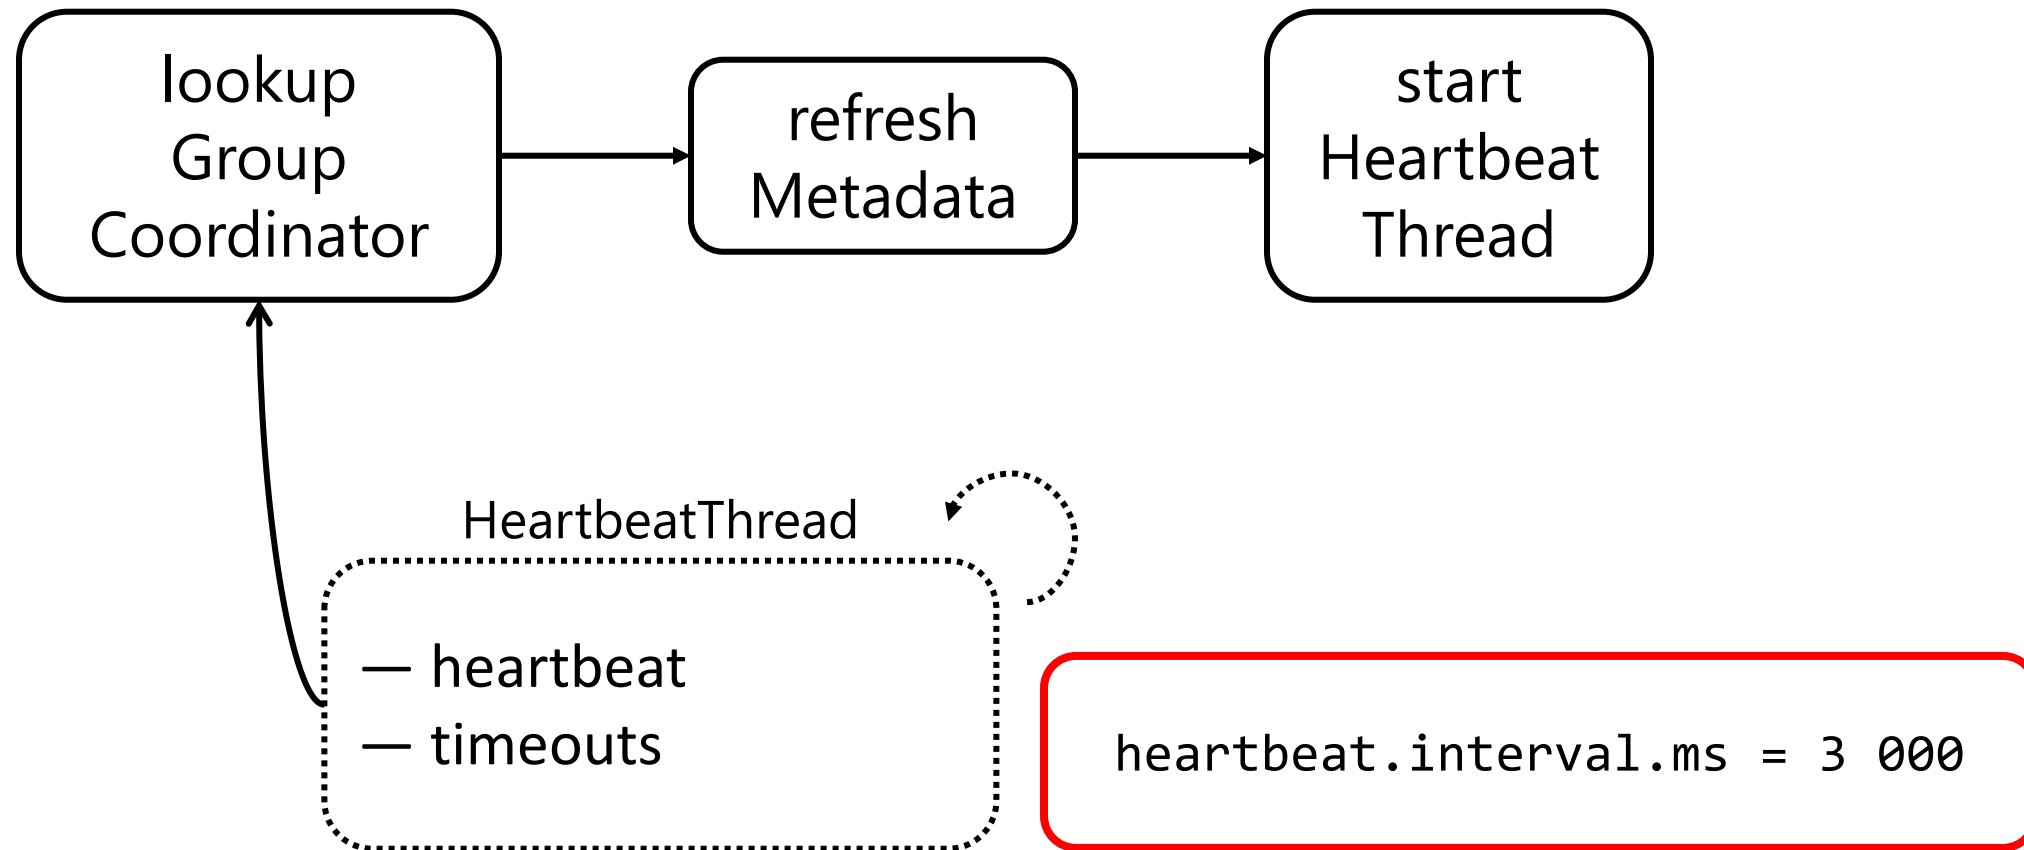 lookup
Group
Coordinator
refresh
Metadata
start
Heartbeat
Thread
HeartbeatThread
— heartbeat
— timeouts
heartbeat.interval.ms = 3 000